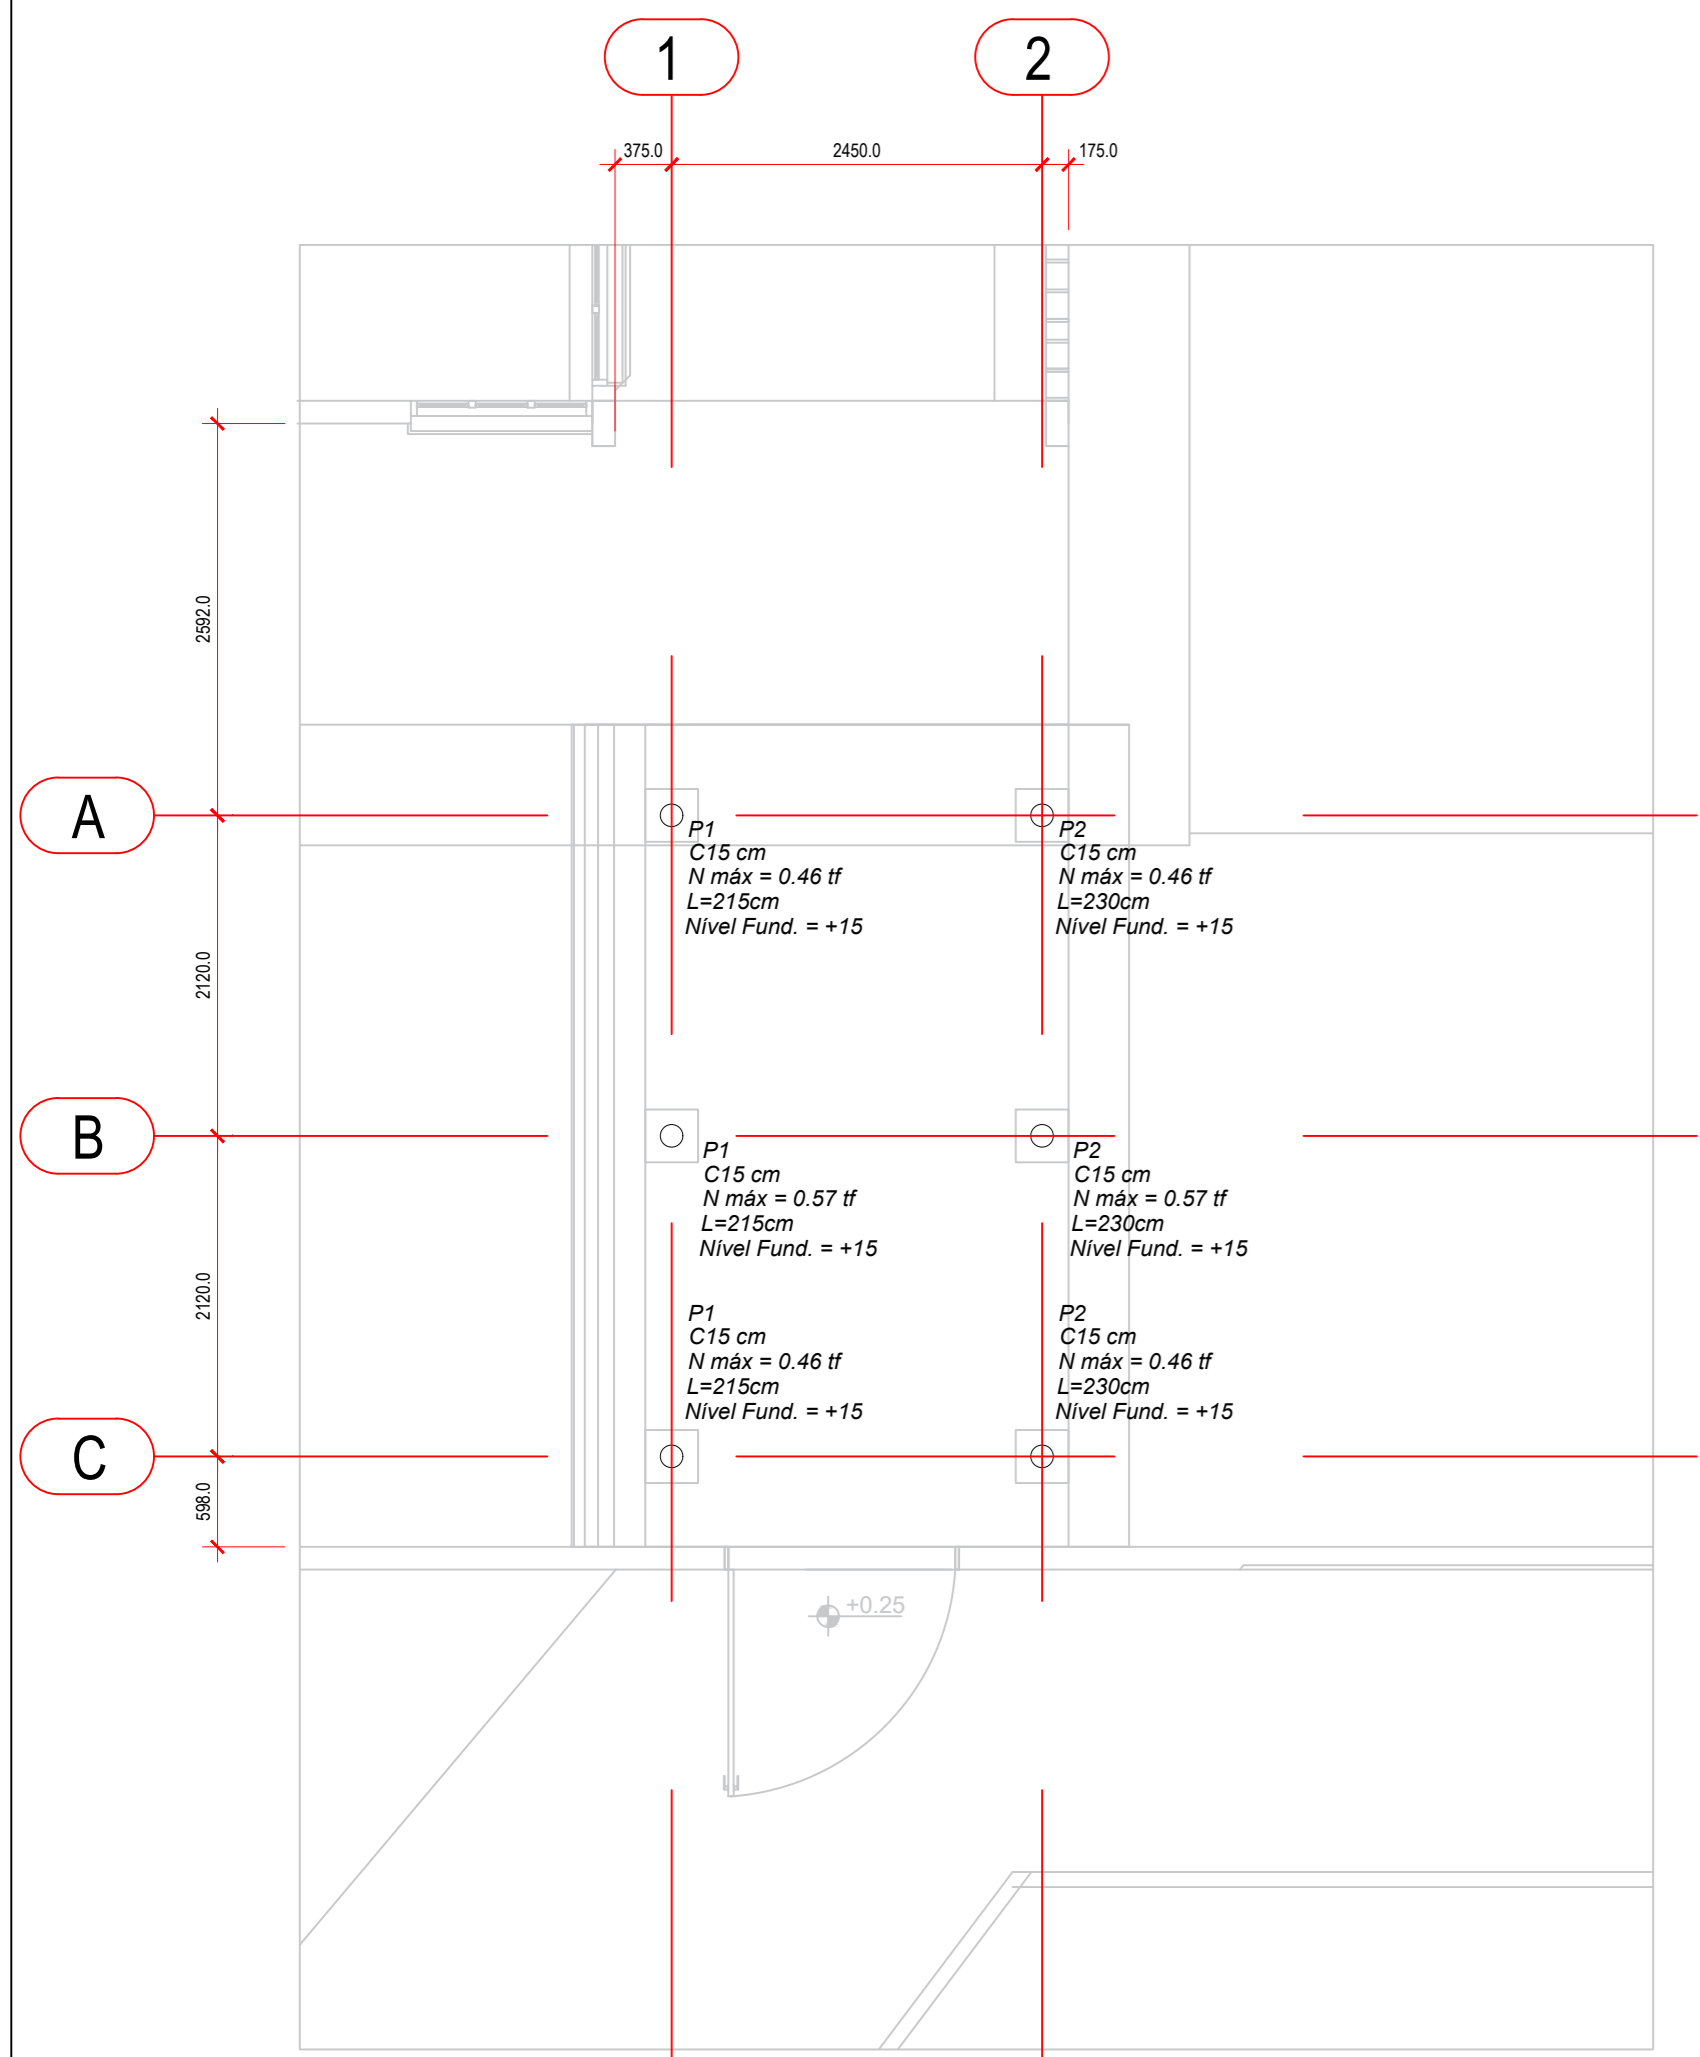 1
2
375.0
2450.0
175.0
2592.0
A
P1
C15 cm
N máx = 0.46 tf
L=215cm
Nível Fund. = +15
P2
C15 cm
N máx = 0.46 tf
L=230cm
Nível Fund. = +15
2120.0
B
P1
C15 cm
N máx = 0.57 tf
L=215cm
Nível Fund. = +15
P2
C15 cm
N máx = 0.57 tf
L=230cm
Nível Fund. = +15
2120.0
P1
C15 cm
N máx = 0.46 tf
L=215cm
Nível Fund. = +15
P2
C15 cm
N máx = 0.46 tf
L=230cm
Nível Fund. = +15
C
598.0
+0.25